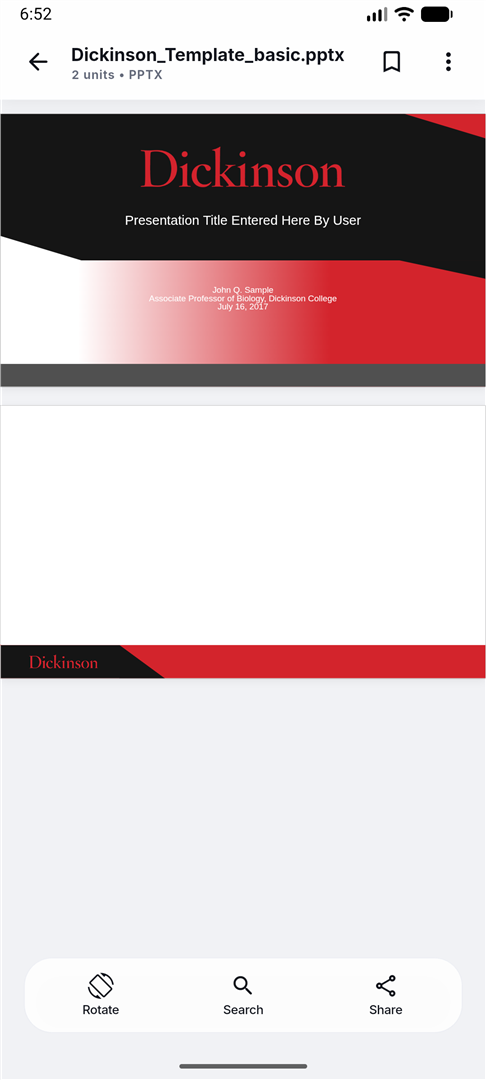 6:52
Dickinson_Template_basic.pptx
2 units • PPTX
Dickinson
Presentation Title Entered Here By User
John Q. Sample
Associate Professor of Biology, Dickinson College
July 16, 2017
Dickinson
Rotate
Search
Share